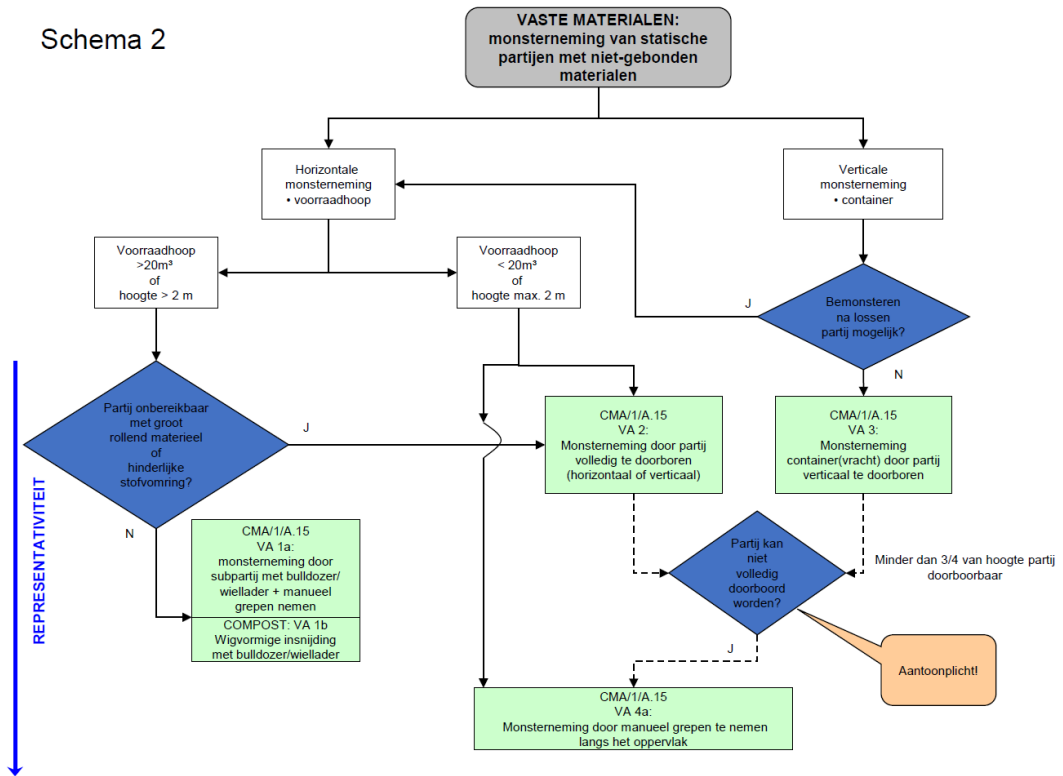 Schema 2
VASTE MATERIALEN:
monsterneming van statische
partijen met niet-gebonden
materialen
Horizontale
monsterneming
• voorraadhoop
Verticale
monsterneming
• container
Voorraadhoop
>20m³
of
hoogte > 2 m
Voorraadhoop
< 20m³
of
hoogte max. 2 m
J
Bemonsteren
na lossen
partij mogelijk?
N
Partij onbereikbaar
met groot
rollend materieel
of
hinderlijke
stofvomring?
J
N
CMA/1/A.15
VA 2:
Monsterneming door partij
volledig te doorboren
(horizontaal of verticaal)
CMA/1/A.15
VA 3:
Monsterneming
container(vracht) door partij
verticaal te doorboren
REPRESENTATIVITEIT
CMA/1/A.15
VA 1a:
monsterneming door
subpartij met bulldozer/
wiellader + manueel
grepen nemen
COMPOST: VA 1b
Wigvormige insnijding
met bulldozer/wiellader
Partij kan
niet
volledig
doorboord
worden?
Minder dan 3/4 van hoogte partij
doorboorbaar
J
Aantoonplicht!
CMA/1/A.15
VA 4a:
Monsterneming door manueel grepen te nemen
langs het oppervlak